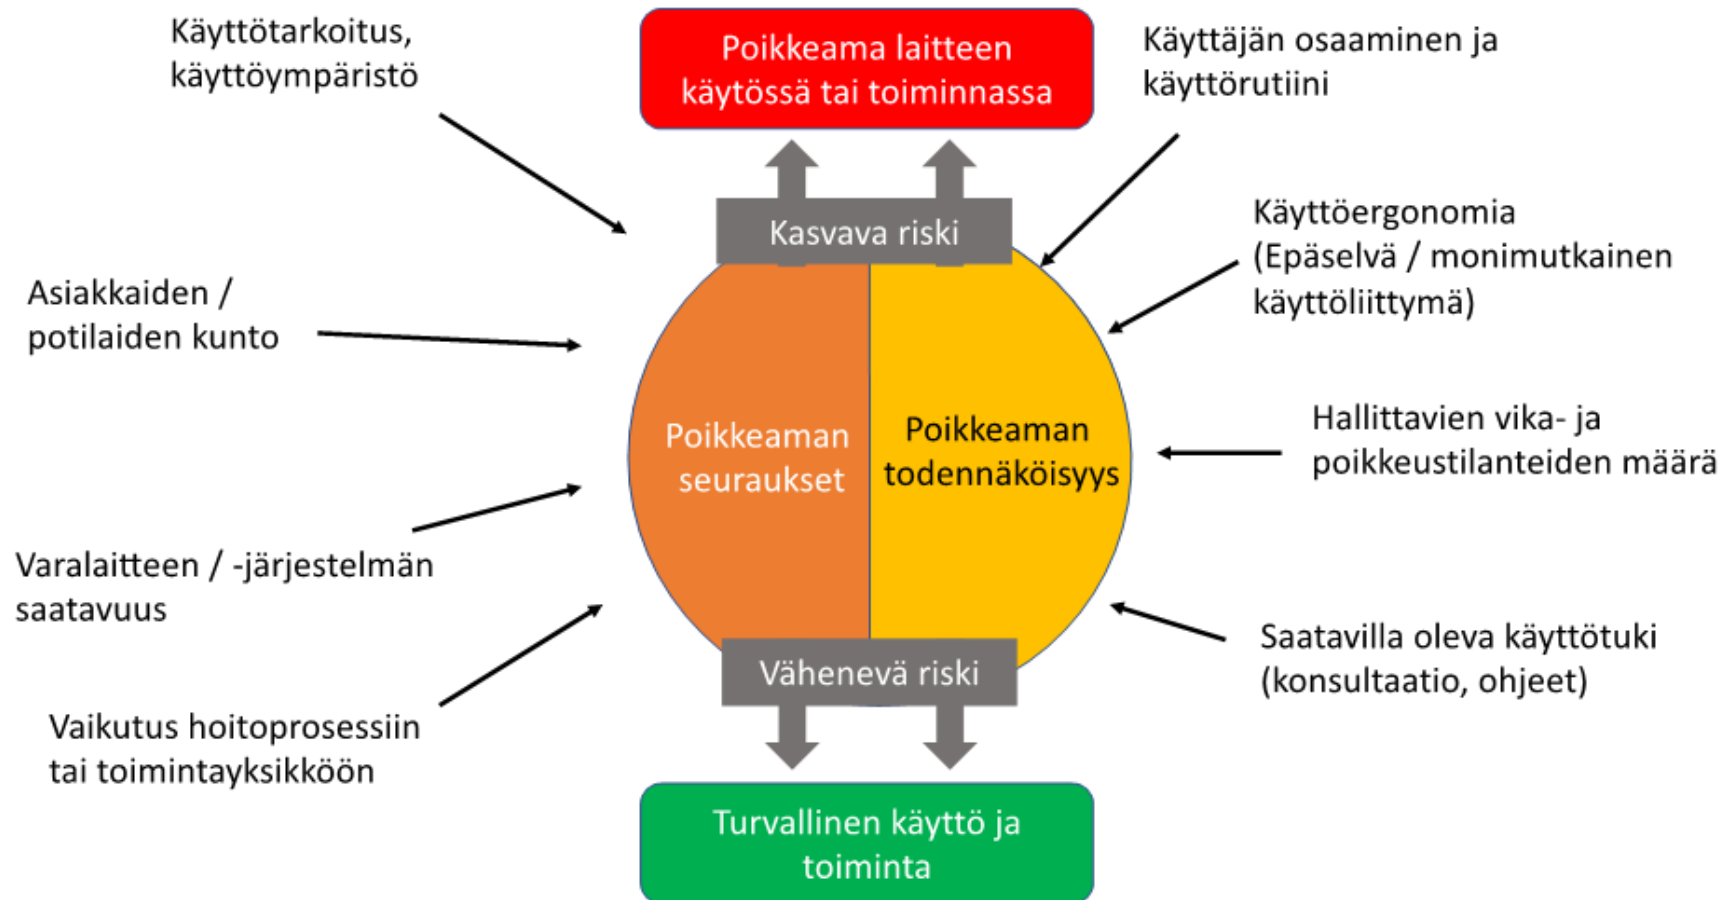 Käyttötarkoitus,
käyttöympäristö
Poikkeama laitteen
käytössä tai toiminnassa
Käyttäjän osaaminen ja
käyttörutiini
Kasvava riski
Käyttöergonomia
(Epäselvä / monimutkainen
käyttöliittymä)
Asiakkaiden /
potilaiden kunto
Poikkeaman
seuraukset
Poikkeaman
todennäköisyys
Hallittavien vika- ja
poikkeustilanteiden määrä
Varalaitteen / -järjestelmän
saatavuus
Saatavilla oleva käyttötuki
(konsultaatio, ohjeet)
Vähenevä riski
Vaikutus hoitoprosessiin
tai toimintayksikköön
Turvallinen käyttö ja
toiminta